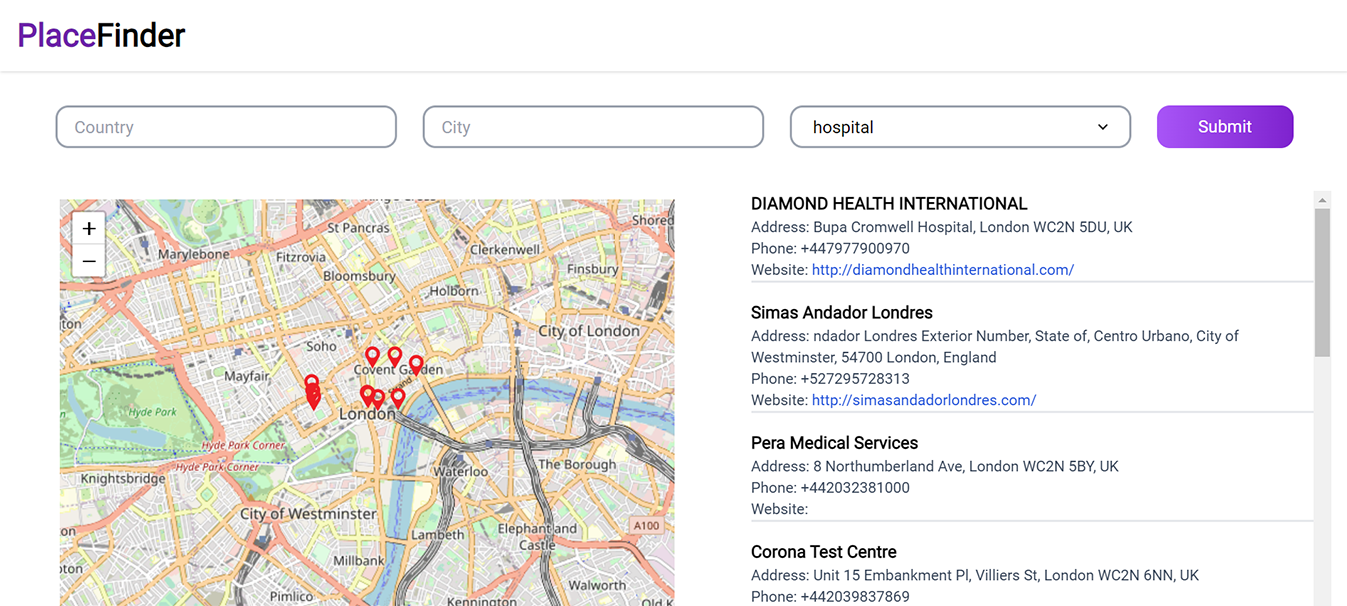 PlaceFinder
Country
City
hospital
Submit
+
−
St Pancras
Shored
Marylebone
Fitzrovia
Clerkenwell
Bloomsbury
Finsbury
Holborn
City of London
Soho
Covent Garden
Mayfair
Strand
London
Hyde Park
Hyde Park Corner
Hyde Park Corner
Knightsbridge
Waterloo
The Borough
City of Westminster
A100
Lambeth
Elephant and
Castle
Millbank
Walworth
Pimlico
Kennington
Old K
DIAMOND HEALTH INTERNATIONAL
Address: Bupa Cromwell Hospital, London WC2N 5DU, UK
Phone: +447977900970
Website: http://diamondhealthinternational.com/
Simas Andador Londres
Address: ndador Londres Exterior Number, State of, Centro Urbano, City of
Westminster, 54700 London, England
Phone: +527295728313
Website: http://simasandadorlondres.com/
Pera Medical Services
Address: 8 Northumberland Ave, London WC2N 5BY, UK
Phone: +442032381000
Website:
Corona Test Centre
Address: Unit 15 Embankment Pl, Villiers St, London WC2N 6NN, UK
Phone: +442039837869